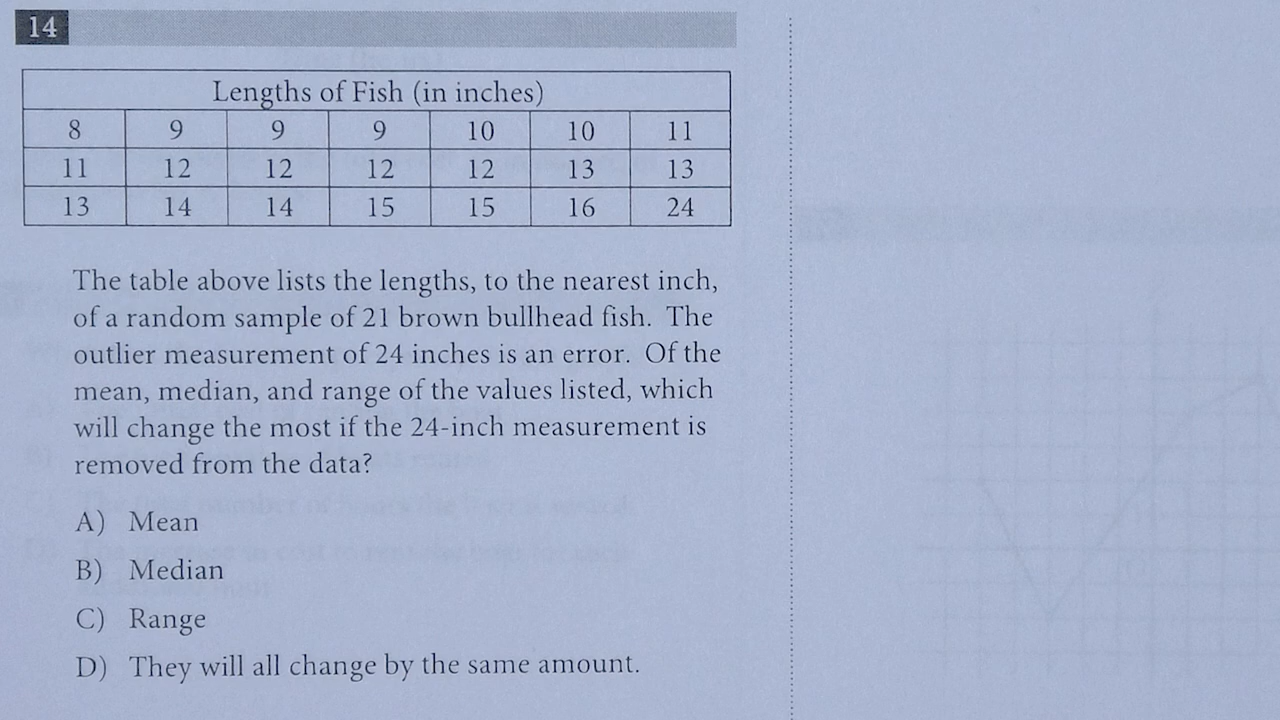 14
Lengths of Fish (in inches)
8 9 9 9 10 10 11
11 12 12 12 12 13 13
13 14 14 15 15 16 24
The table above lists the lengths, to the nearest inch,
of a random sample of 21 brown bullhead fish. The
outlier measurement of 24 inches is an error. Of the
mean, median, and range of the values listed, which
will change the most if the 24-inch measurement is
removed from the data?
A) Mean
B) Median
C) Range
D) They will all change by the same amount.